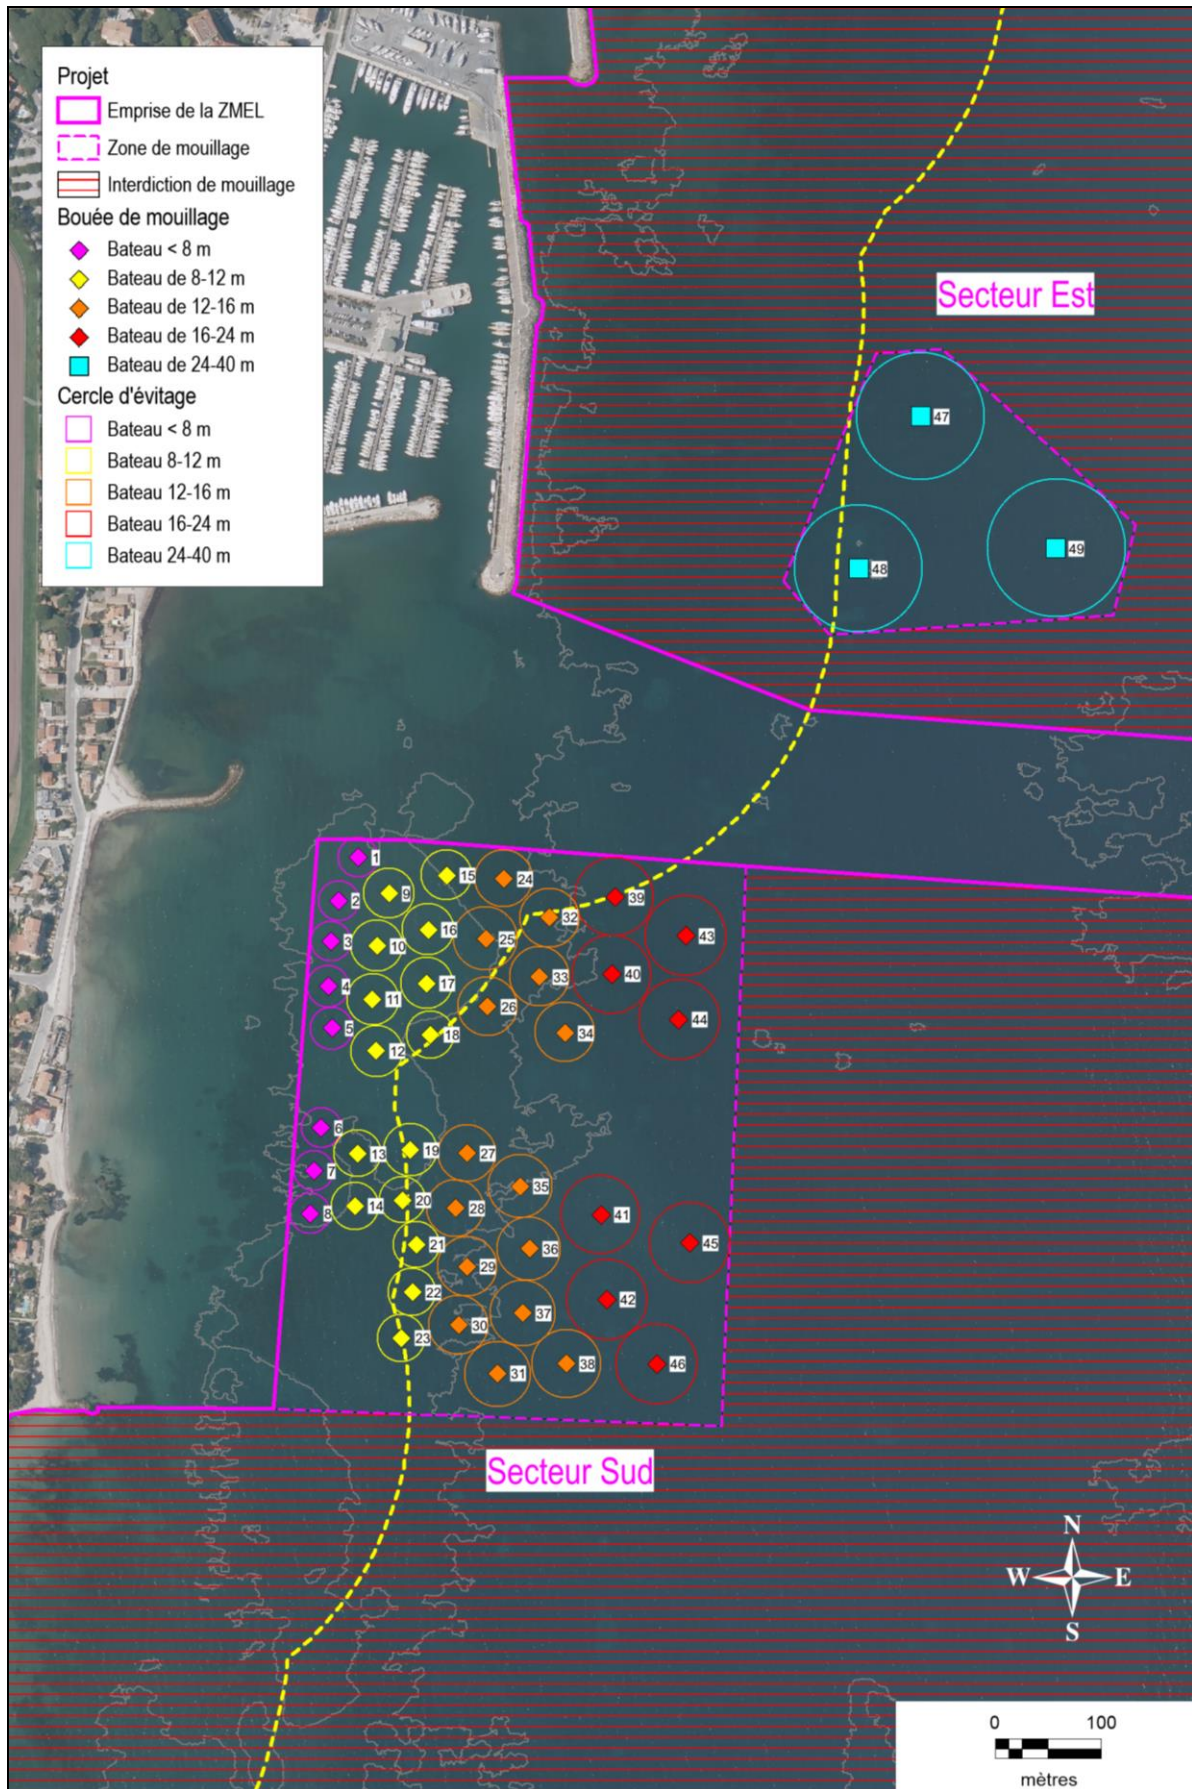 Projet
Emprise de la ZMEL
Zone de mouillage
Interdiction de mouillage
Bouée de mouillage
Bateau < 8 m
Bateau de 8-12 m
Bateau de 12-16 m
Bateau de 16-24 m
Bateau de 24-40 m
Cercle d'évitage
Bateau < 8 m
Bateau 8-12 m
Bateau 12-16 m
Bateau 16-24 m
Bateau 24-40 m
Secteur Est
47
49
48
1
15
24
9
2
39
32
16
43
25
3
10
40
33
17
4
11
26
44
5
34
18
12
6
19
13
27
7
35
20
14
28
8
41
45
21
36
29
22
42
37
30
23
38
46
31
Secteur Sud
N
W E
S
0 100
mètres